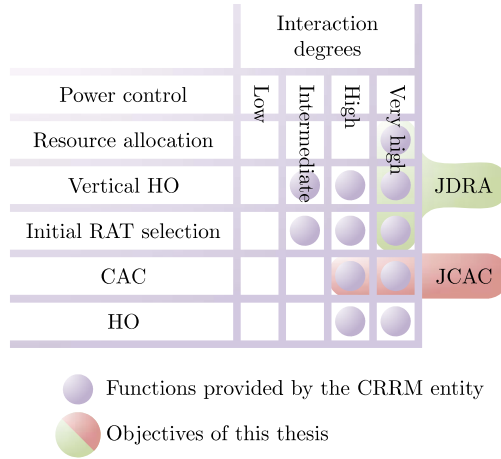 Interaction
degrees
Power control
Low
Intermediate
High
Very high
Resource allocation
Vertical HO
JDRA
Initial RAT selection
CAC
JCAC
HO
Functions provided by the CRRM entity
Objectives of this thesis